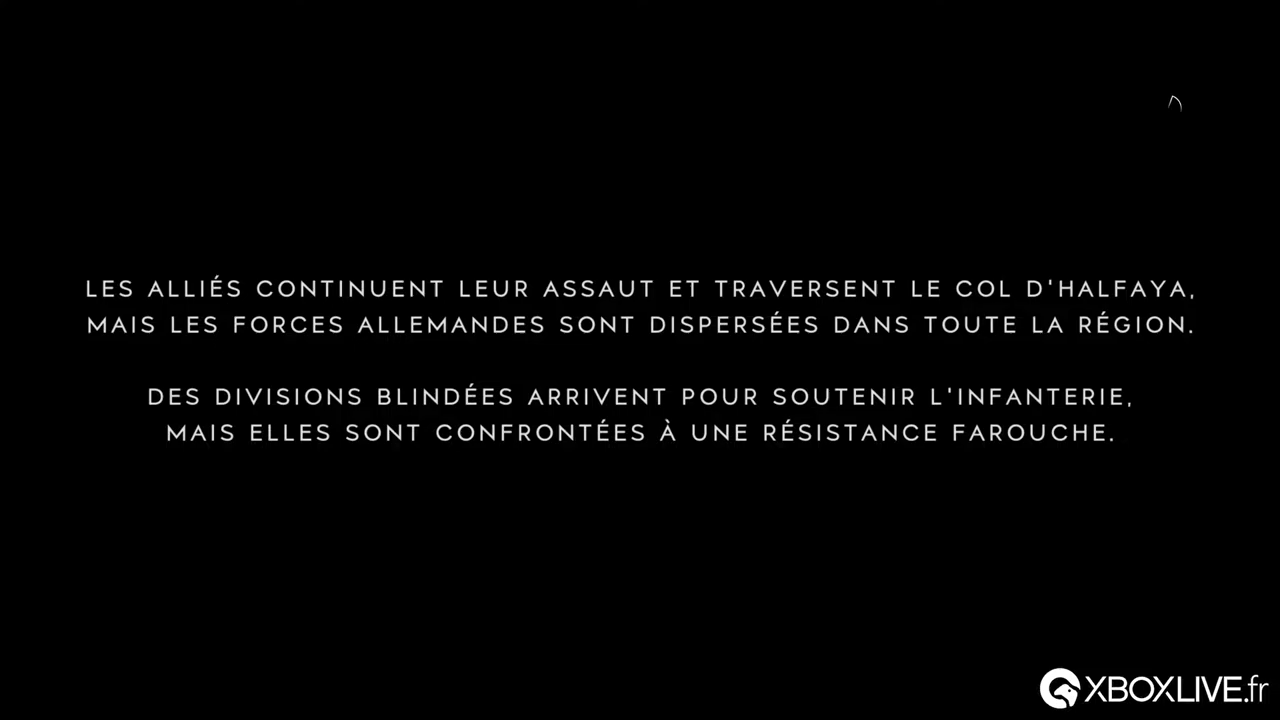 LES ALLIÉS CONTINUENT LEUR ASSAUT ET TRAVERSENT LE COL D'HALFAYA,
MAIS LES FORCES ALLEMANDES SONT DISPERSÉES DANS TOUTE LA RÉGION.
DES DIVISIONS BLINDÉES ARRIVENT POUR SOUTENIR L'INFANTERIE,
MAIS ELLES SONT CONFRONTÉES À UNE RÉSISTANCE FAROUCHE.
XBOXLIVE.fr